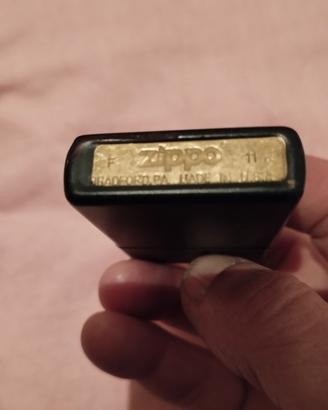 F zippo 11
BRADFORD,PA. MADE IN U.S.A.